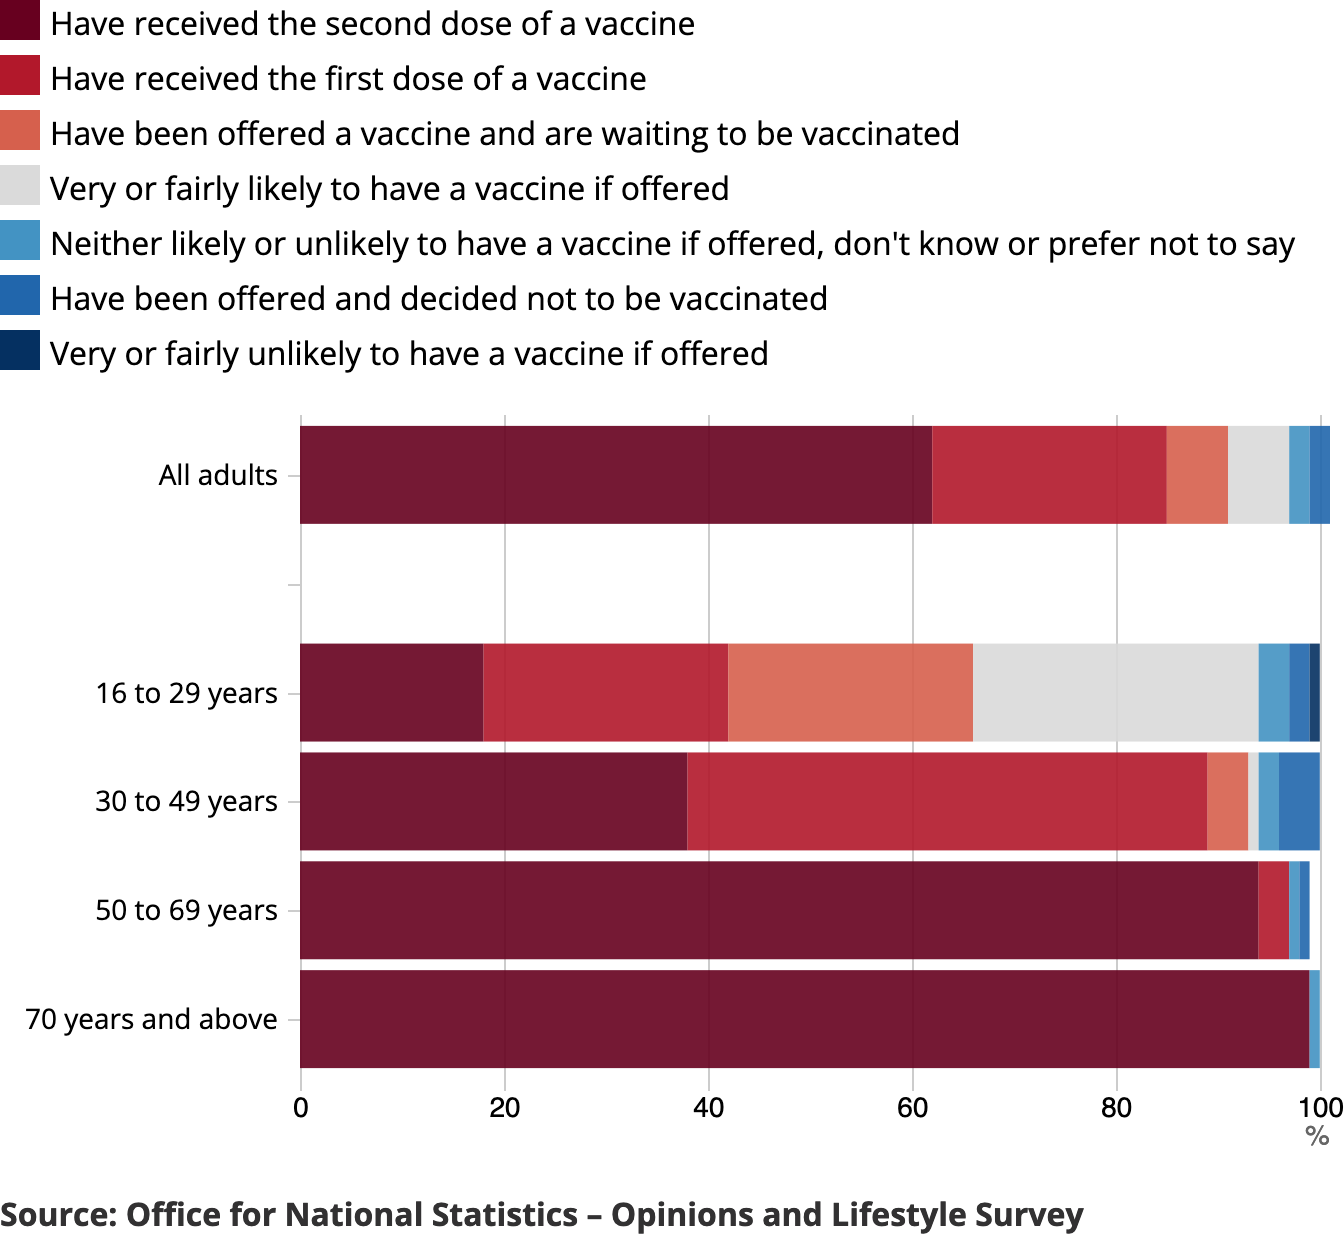 Have received the second dose of a vaccine
Have received the first dose of a vaccine
Have been offered a vaccine and are waiting to be vaccinated
Very or fairly likely to have a vaccine if offered
Neither likely or unlikely to have a vaccine if offered, don't know or prefer not to say
Have been offered and decided not to be vaccinated
Very or fairly unlikely to have a vaccine if offered
All adults
16 to 29 years
30 to 49 years
50 to 69 years
70 years and above
0 20 40 60 80 100
%
Source: Office for National Statistics – Opinions and Lifestyle Survey